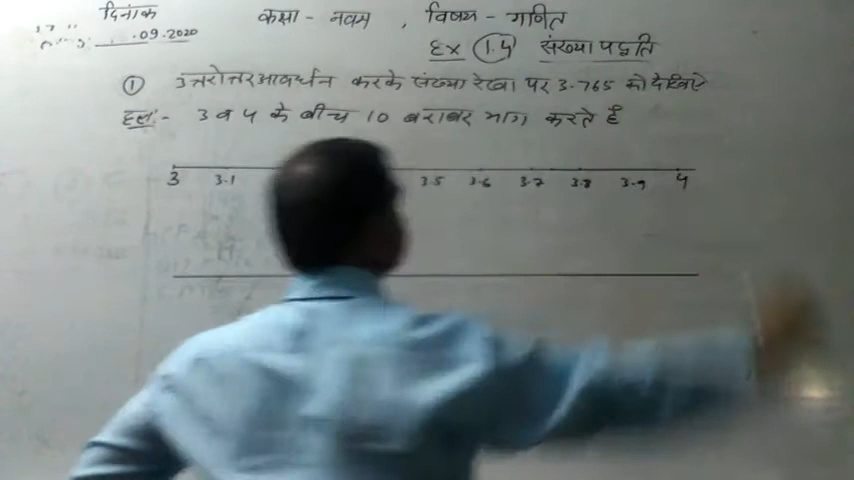 दिनांक
.09.2020
कक्षा - नवम , विषय - गणित
Ex 1.4 संख्या पद्धति
① उत्तरोत्तर आवर्धन करके संख्या रेखा पर 3.765 को देखिए
हल:- 3 व 4 के बीच 10 बराबर भाग करते हैं
3 3.1 3.5 3.6 3.7 3.8 3.9 4